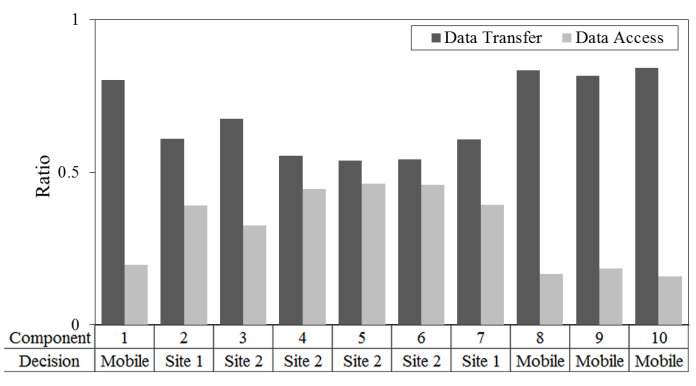 1
Data Transfer Data Access
0.5
Ratio
0
Component 1 2 3 4 5 6 7 8 9 10
Decision Mobile Site 1 Site 2 Site 2 Site 2 Site 2 Site 1 Mobile Mobile Mobile